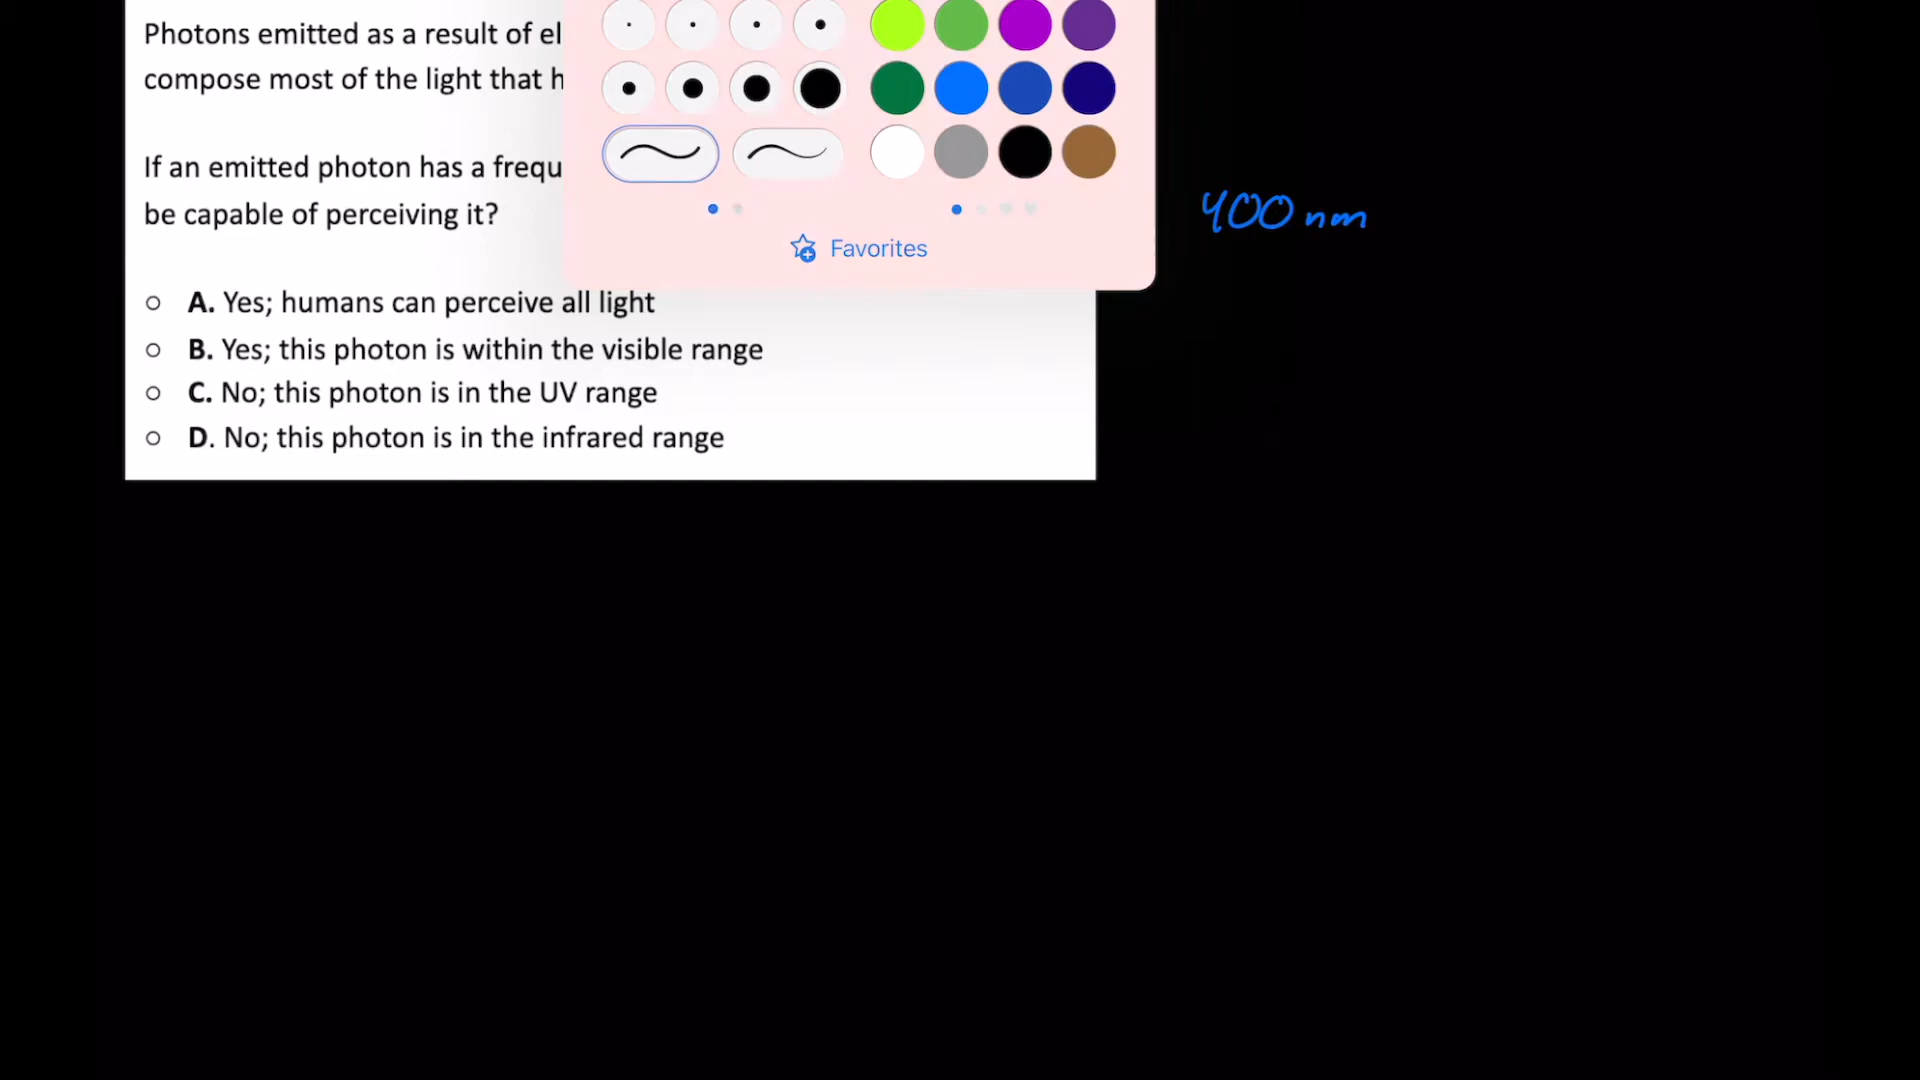 Photons emitted as a result of
compose most of the light that
If an emitted photon has a
be capable of perceiving it?
400 nm
Favorites
A. Yes; humans can perceive all light
B. Yes; this photon is within the visible range
C. No; this photon is in the UV range
D. No; this photon is in the infrared range